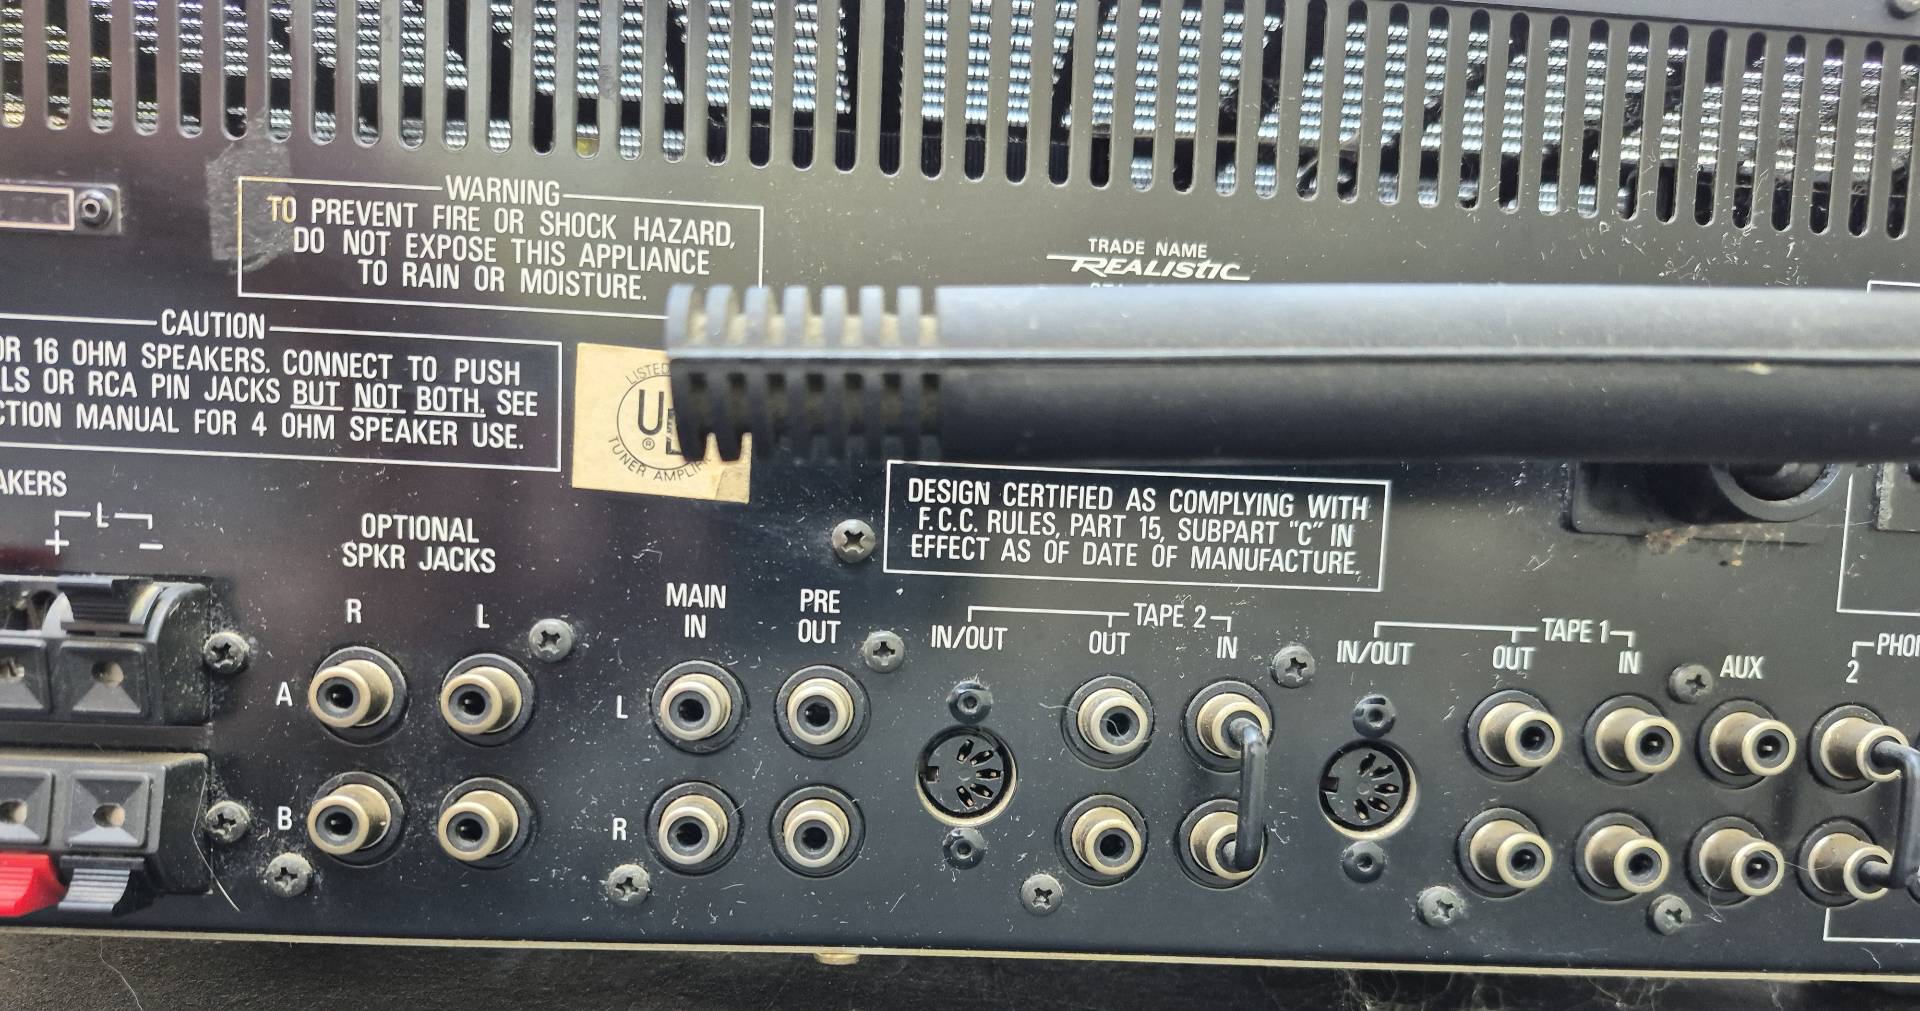 WARNING
TO PREVENT FIRE OR SHOCK HAZARD,
DO NOT EXPOSE THIS APPLIANCE
TO RAIN OR MOISTURE.
TRADE NAME
REALISTIC
CAUTION
OR 16 OHM SPEAKERS. CONNECT TO PUSH
LS OR RCA PIN JACKS BUT NOT BOTH. SEE
CTION MANUAL FOR 4 OHM SPEAKER USE.
LISTED
U
®
TUNER AMPLIF
DESIGN CERTIFIED AS COMPLYING WITH
F.C.C. RULES, PART 15, SUBPART "C" IN
EFFECT AS OF DATE OF MANUFACTURE.
AKERS
L
+ −
OPTIONAL
SPKR JACKS
R L
A
B
MAIN
IN
PRE
OUT
L
R
TAPE 2
IN/OUT OUT IN
TAPE 1
IN/OUT OUT IN
AUX
PHO
2